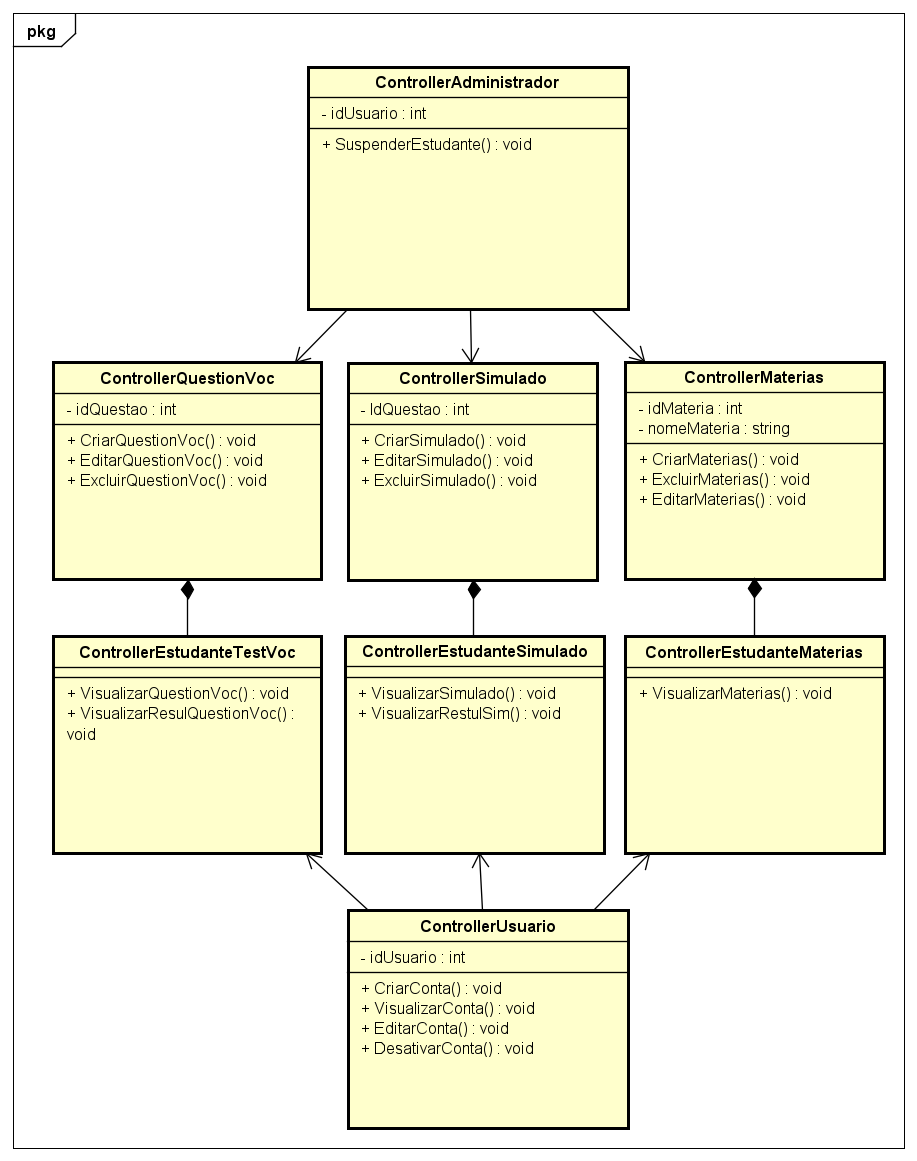 pkg
ControllerAdministrador
- idUsuario : int
+ SuspenderEstudante() : void
ControllerQuestionVoc
- idQuestao : int
+ CriarQuestionVoc() : void
+ EditarQuestionVoc() : void
+ ExcluirQuestionVoc() : void
ControllerSimulado
- IdQuestao : int
+ CriarSimulado() : void
+ EditarSimulado() : void
+ ExcluirSimulado() : void
ControllerMaterias
- idMateria : int
- nomeMateria : string
+ CriarMaterias() : void
+ ExcluirMaterias() : void
+ EditarMaterias() : void
ControllerEstudanteTestVoc
+ VisualizarQuestionVoc() : void
+ VisualizarResulQuestionVoc() :
void
ControllerEstudanteSimulado
+ VisualizarSimulado() : void
+ VisualizarRestulSim() : void
ControllerEstudanteMaterias
+ VisualizarMaterias() : void
ControllerUsuario
- idUsuario : int
+ CriarConta() : void
+ VisualizarConta() : void
+ EditarConta() : void
+ DesativarConta() : void